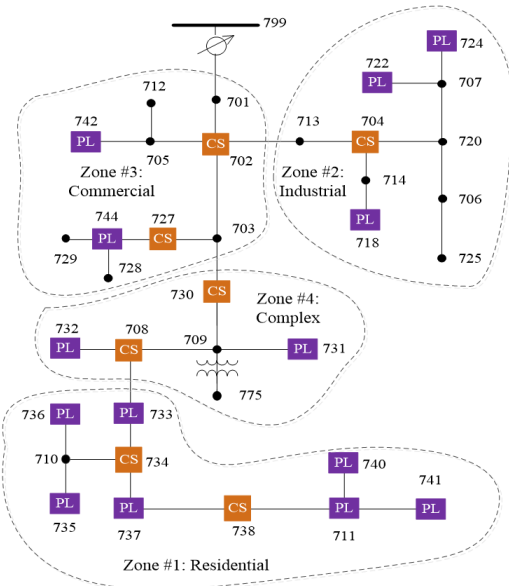 799
PL
724
722
PL
707
712
701
742
713
704
PL
CS
CS
720
705
702
Zone #3:
Commercial
Zone #2:
Industrial
714
744
727
703
706
PL
CS
PL
718
729
728
725
730
CS
Zone #4:
Complex
732
708
709
PL
CS
PL
731
775
736
PL
PL
733
710
CS
734
PL
740
741
PL
CS
PL
PL
PL
735
737
738
711
Zone #1: Residential